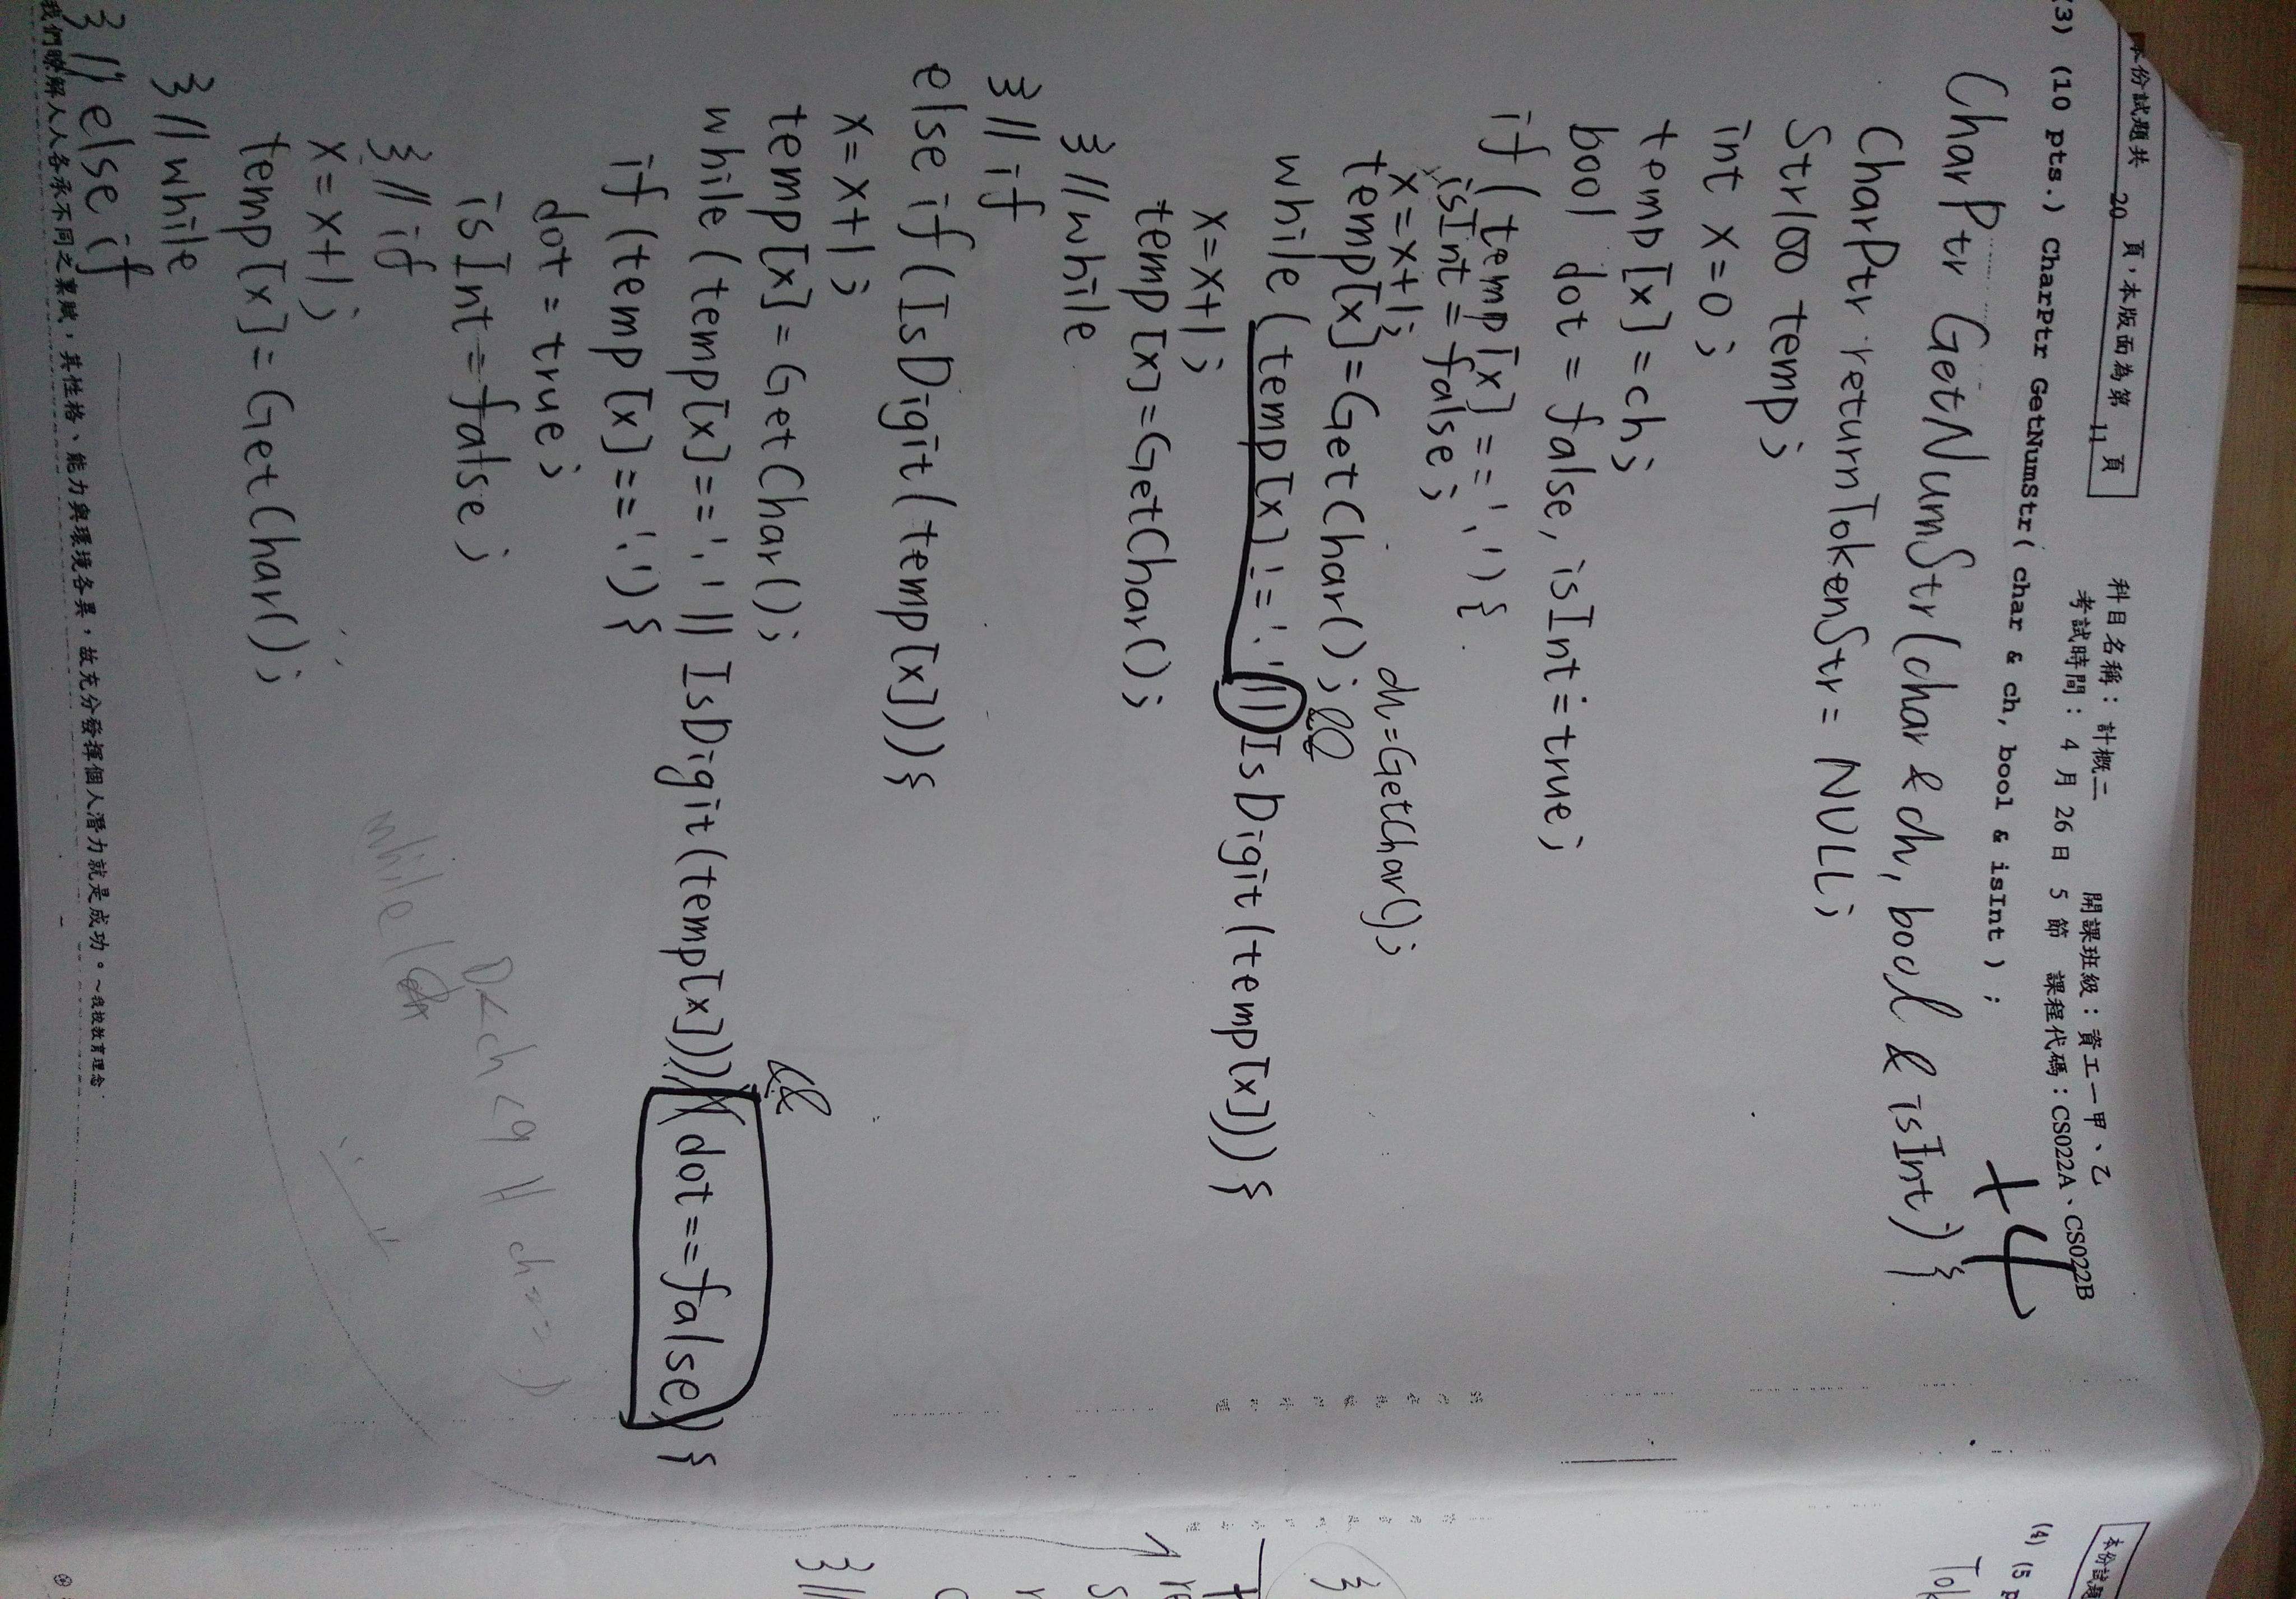 本份試題共 20 頁，本版面為第 11 頁
科目名稱：計概二 開課班級：資工一甲、乙
考試時間：4 月 26 日 5 節 課程代碼：CS022A、CS022B
(3) (10 pts.) CharPtr GetNumStr( char & ch, bool & isInt ) ;
+4
CharPtr GetNumStr(char & ch, bool & isInt) {
CharPtr returnTokenStr = NULL;
Str100 temp;
int x=0;
temp[x]=ch;
bool dot = false, isInt = true;
if(temp[x]=='.'){
isInt = false;
x=x+1;
ch=GetChar();
temp[x]=GetChar();
&&
while(temp[x]!='.'||IsDigit(temp[x])){
x=x+1;
temp[x]=GetChar();
}//while
}//if
else if(IsDigit(temp[x])){
x=x+1;
temp[x]=GetChar();
&&
while(temp[x]=='.'||IsDigit(temp[x]))(dot==false){
if(temp[x]=='.'){
dot = true;
isInt = false;
}//if
x=x+1;
temp[x]=GetChar();
}//while
}//else if
0<ch<9 || ch==
while (ch
我們瞭解人人各承不同之稟賦，其性格、能力與環境各異，故充分發揮個人潛力就是成功。～我校教育理念
本份試題
(4) (5 p
Tok